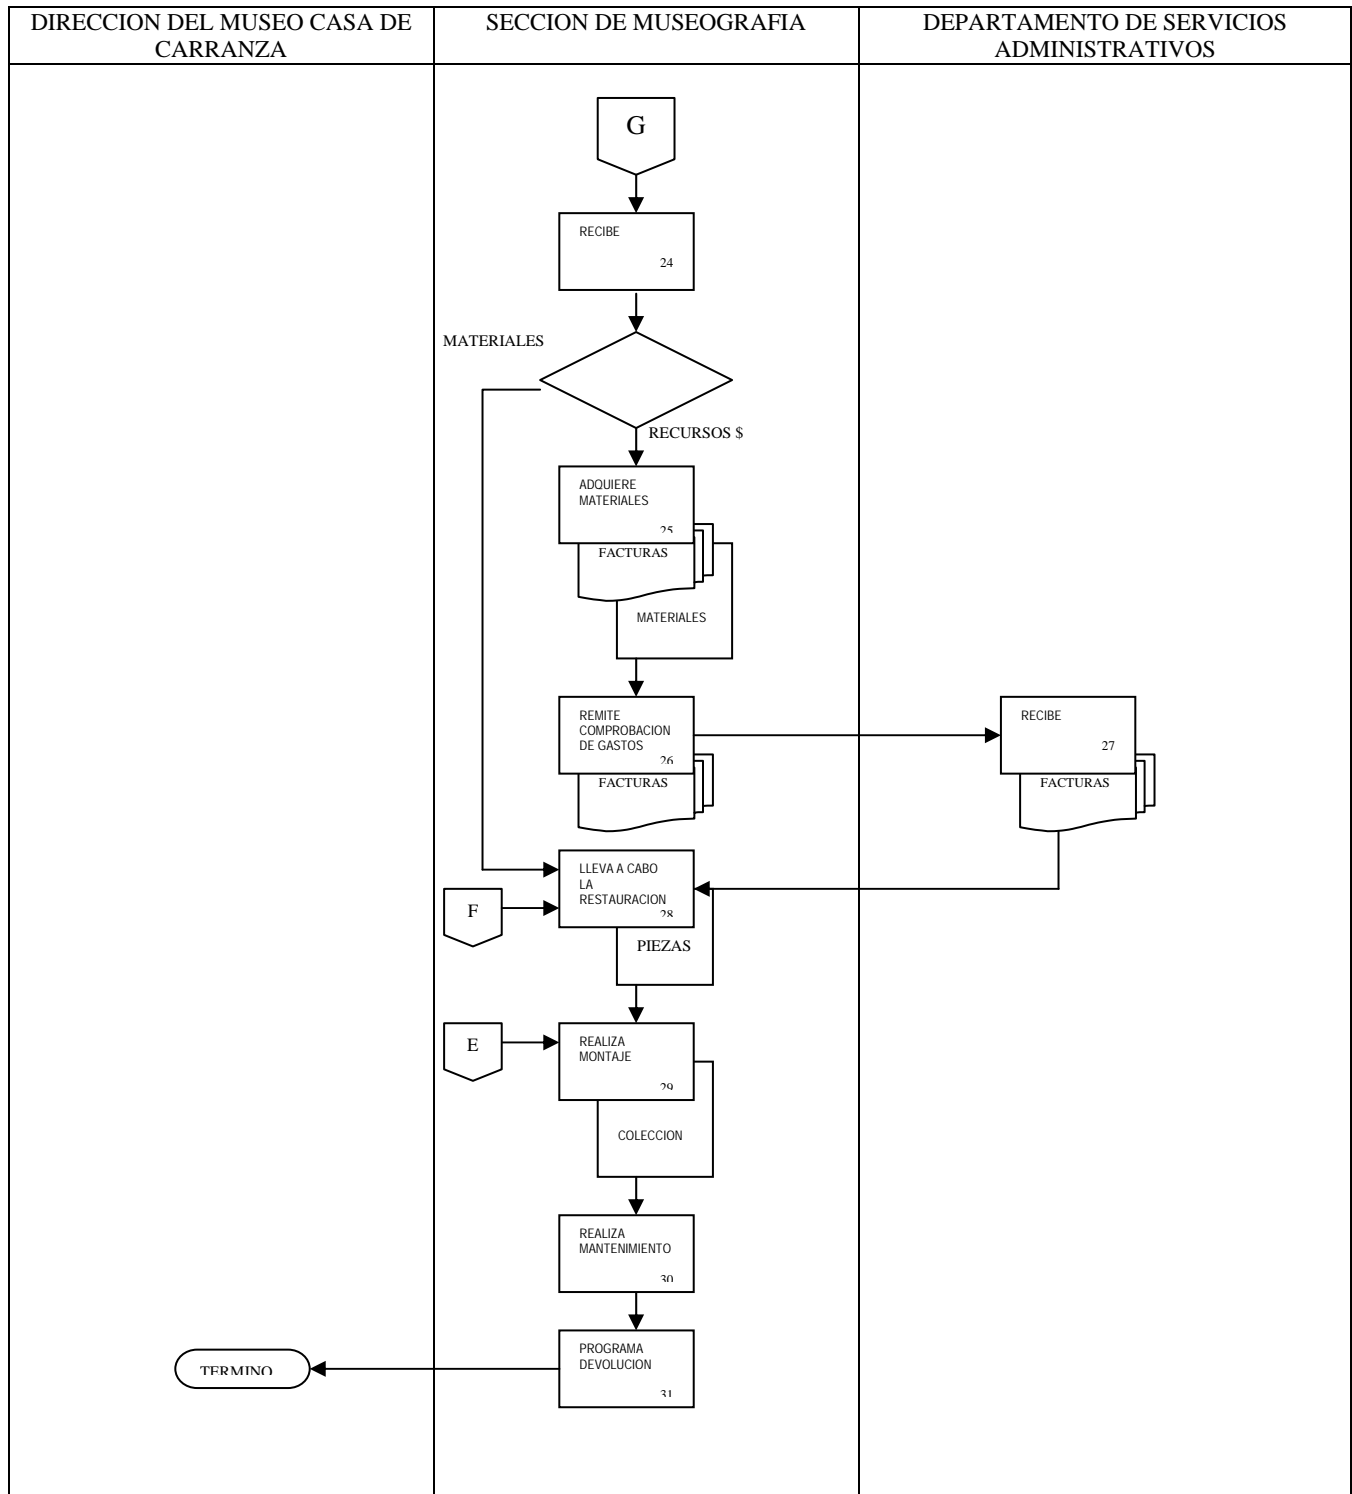 DIRECCION DEL MUSEO CASA DE
CARRANZA
SECCION DE MUSEOGRAFIA
DEPARTAMENTO DE SERVICIOS
ADMINISTRATIVOS
G
RECIBE
24
MATERIALES
RECURSOS $
ADQUIERE
MATERIALES
25
FACTURAS
MATERIALES
REMITE
COMPROBACION
DE GASTOS
26
FACTURAS
RECIBE
27
FACTURAS
LLEVA A CABO
LA
RESTAURACION
28
F
PIEZAS
E
REALIZA
MONTAJE
29
COLECCION
REALIZA
MANTENIMIENTO
30
PROGRAMA
DEVOLUCION
31
TERMINO